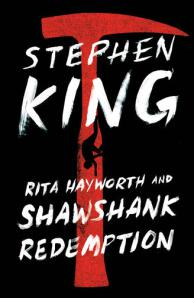 STEPHEN
KING
RITA HAYWORTH AND
SHAWSHANK
REDEMPTION